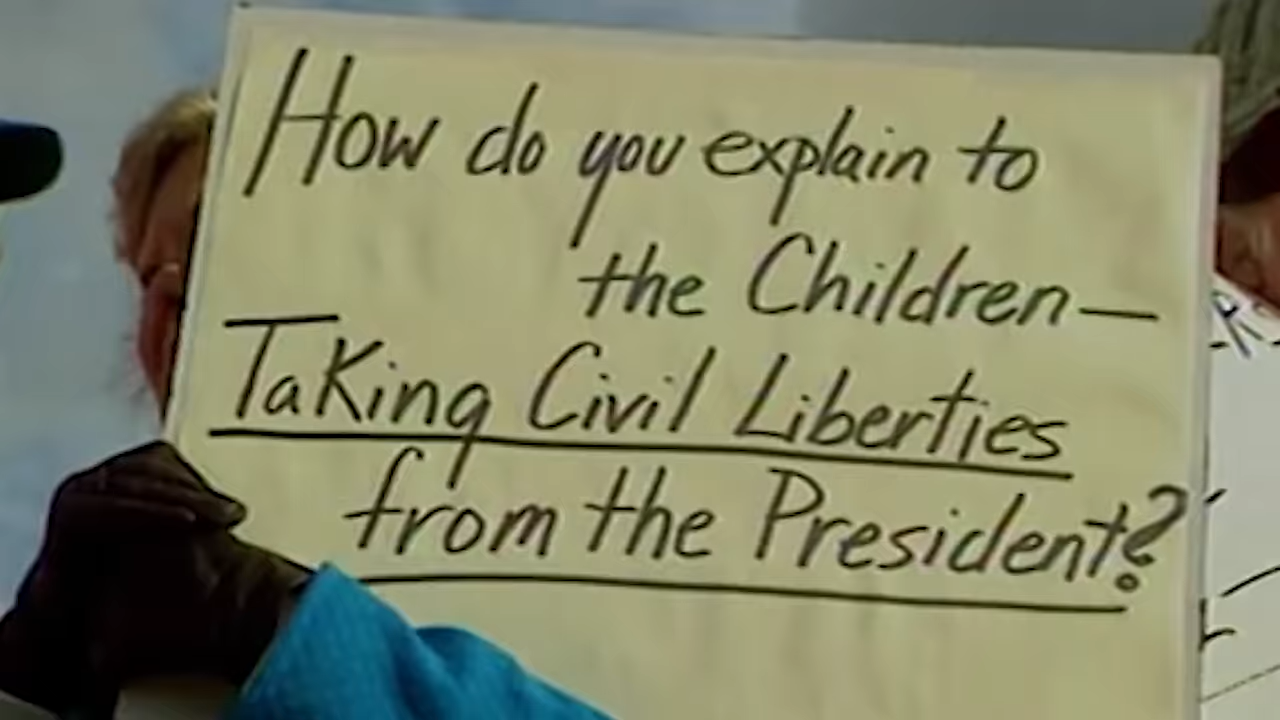 How do you explain to
the Children—
Taking Civil Liberties
from the President?